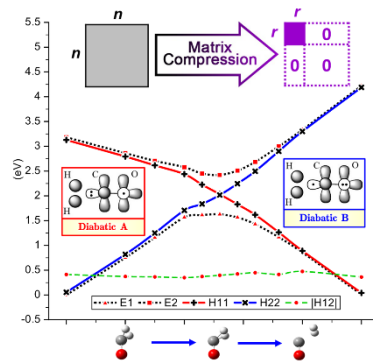 n
n
Matrix
Compression
r
r
0
0
0
5.5
5
4.5
4
3.5
3
2.5
2
1.5
1
0.5
0
-0.5
(eV)
H
C
O
H
Diabatic A
H
C
O
H
Diabatic B
E1
E2
H11
H22
|H12|